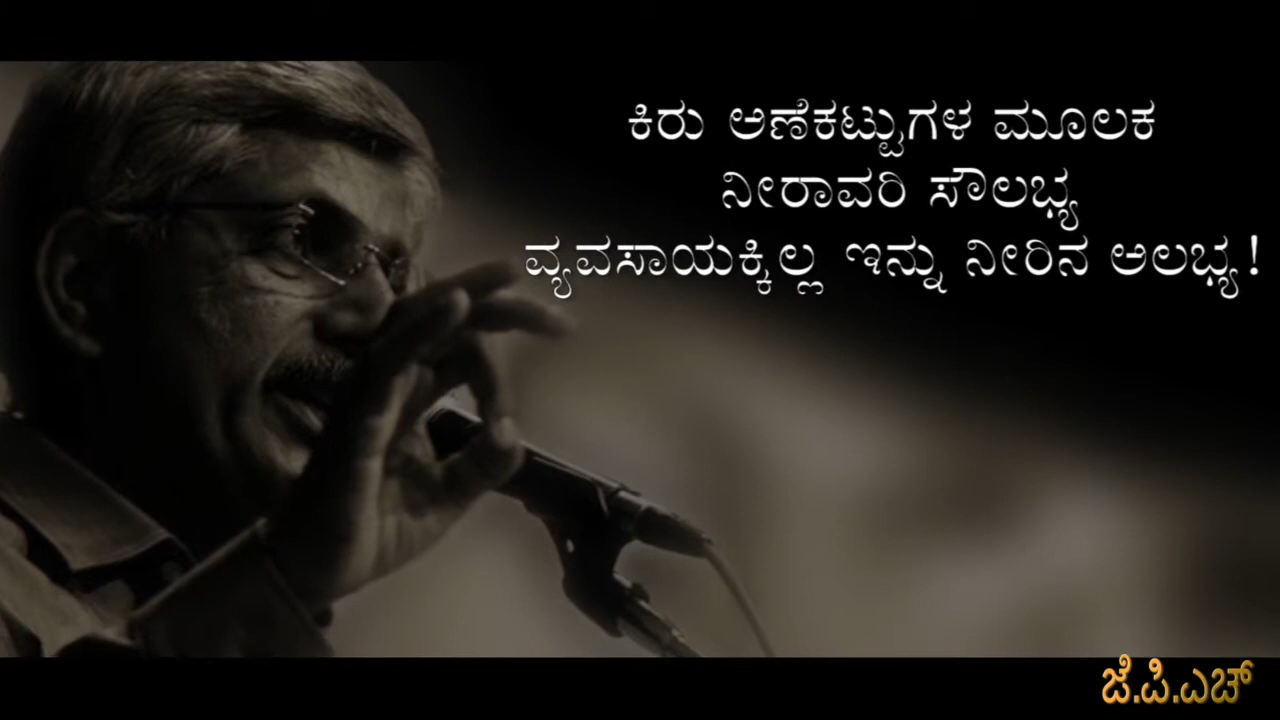 ಕಿರು ಅಣೆಕಟ್ಟುಗಳ ಮೂಲಕ
ನೀರಾವರಿ ಸೌಲಭ್ಯ
ವ್ಯವಸಾಯಕ್ಕಿಲ್ಲ ಇನ್ನು ನೀರಿನ ಅಲಭ್ಯ!
ಜೆ.ಪಿ.ಎಚ್